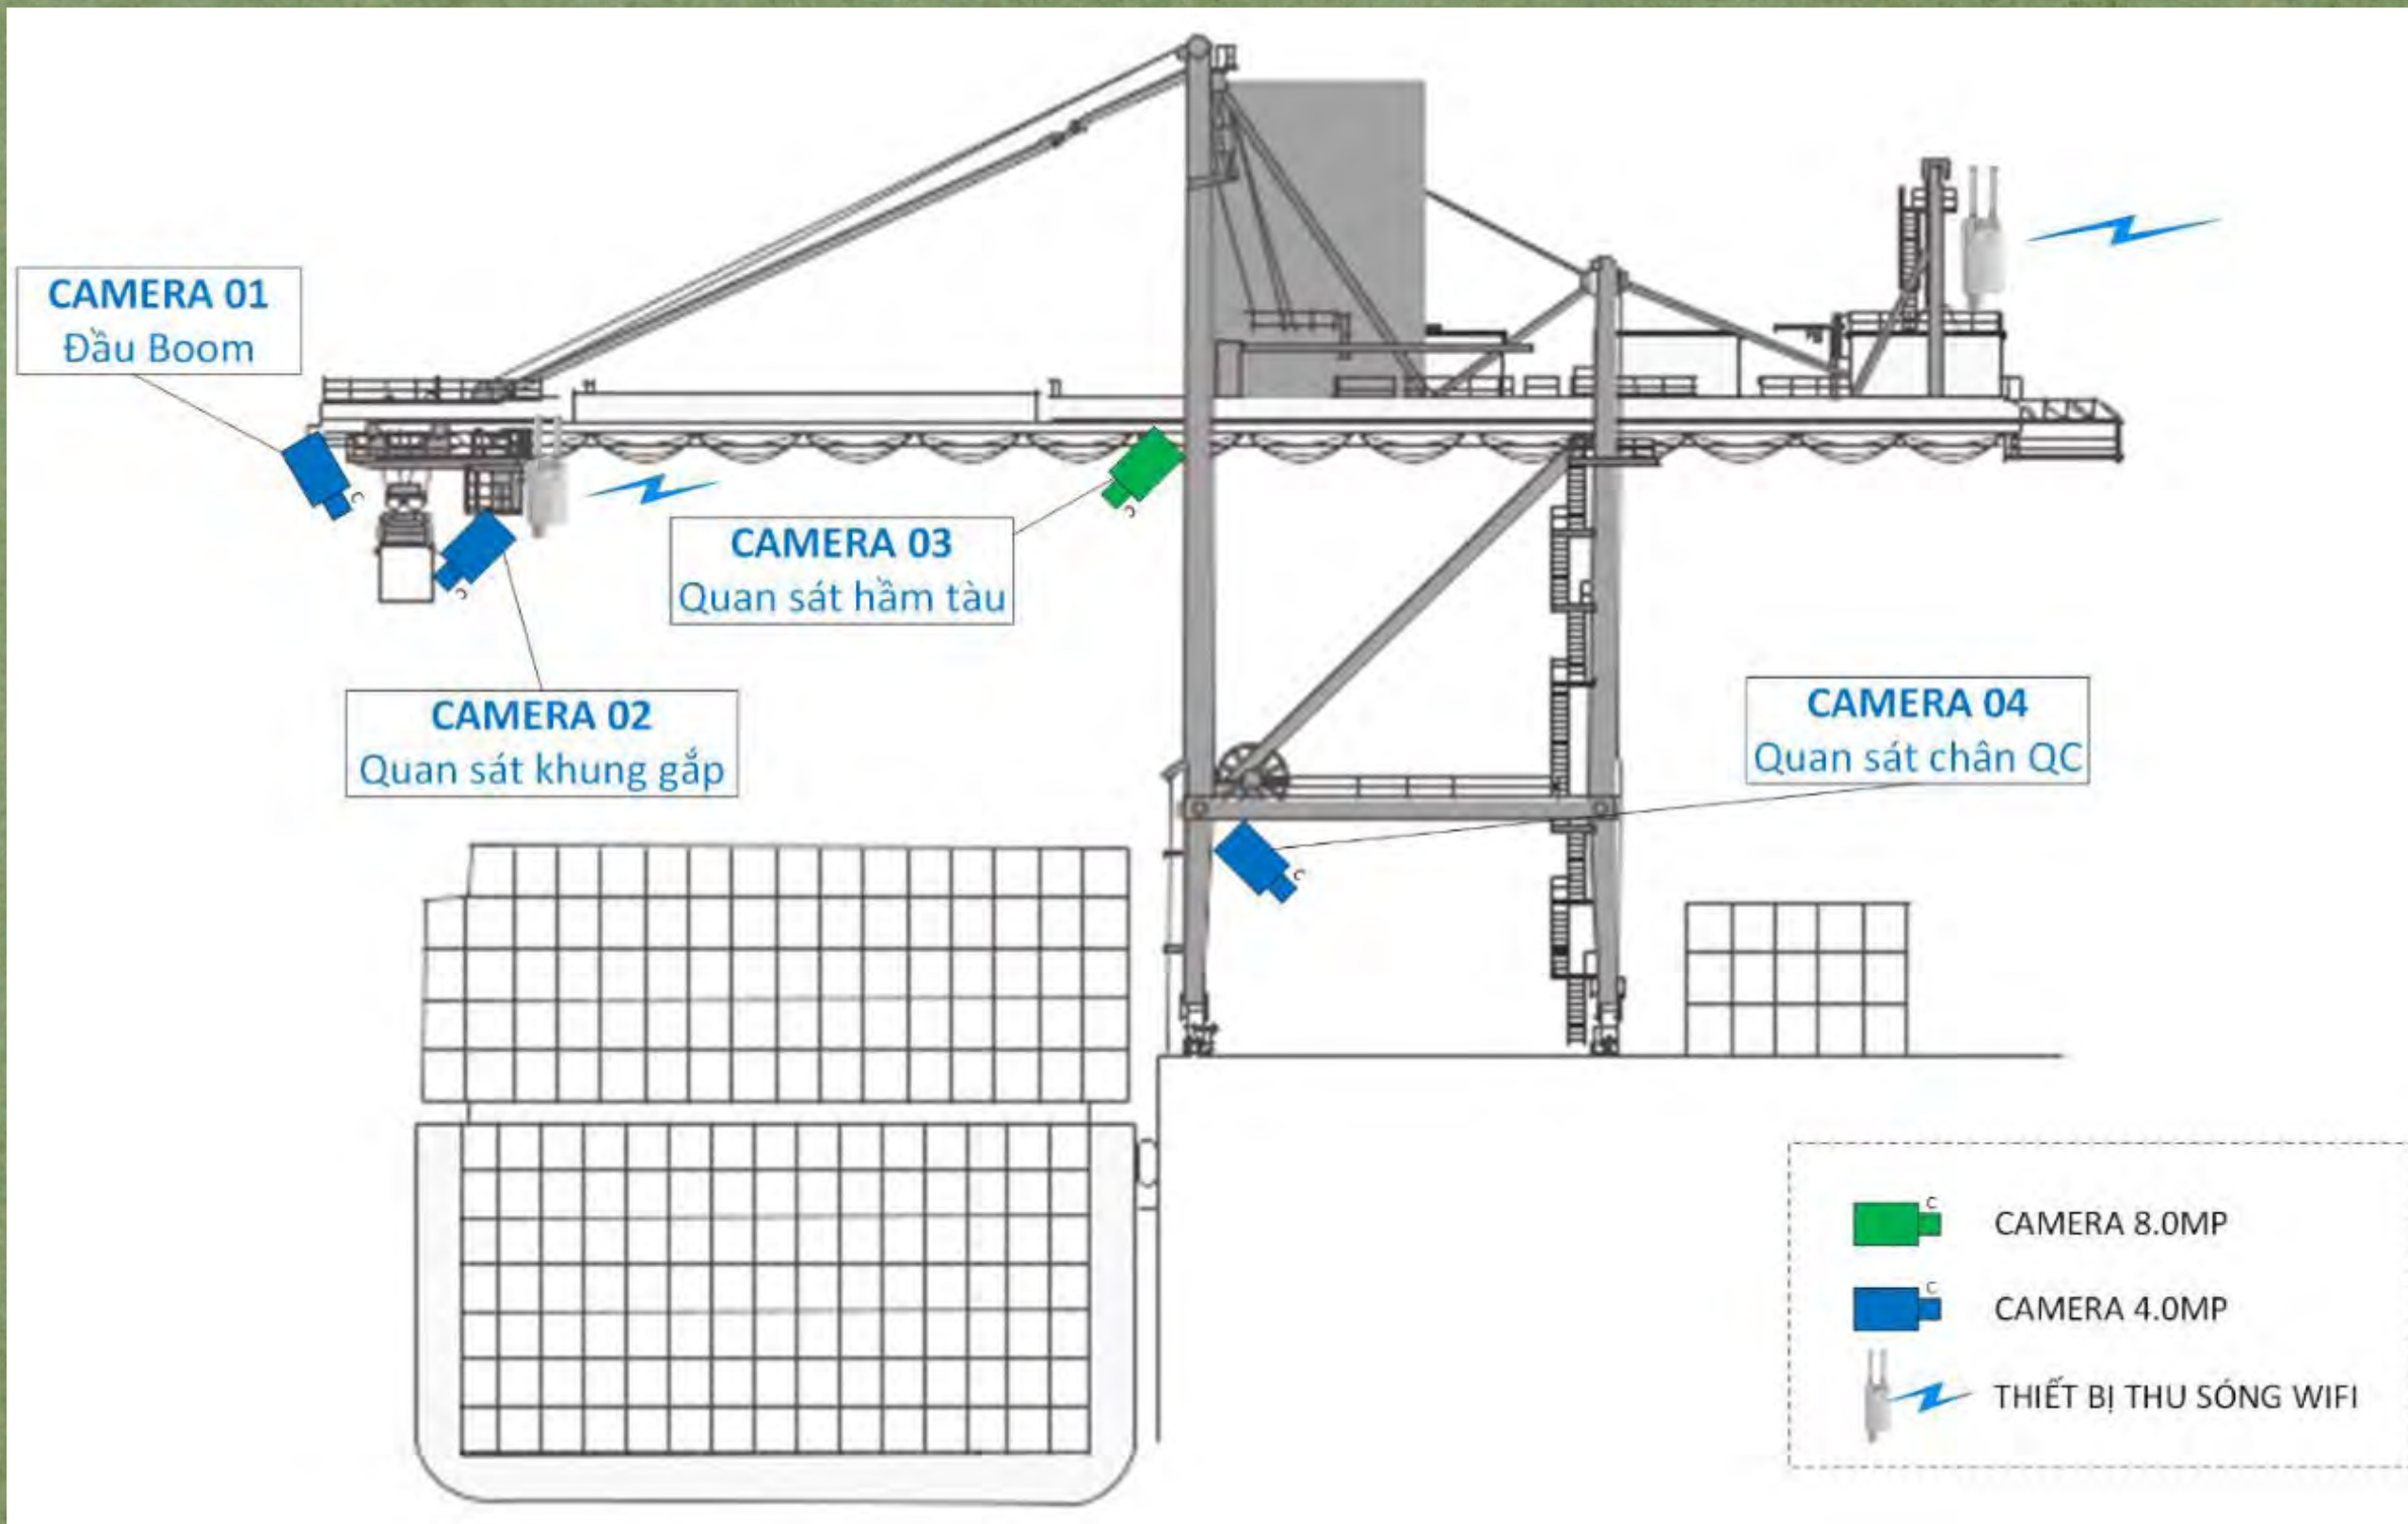 CAMERA 01
Đầu Boom
CAMERA 03
Quan sát hầm tàu
CAMERA 02
Quan sát khung gắp
CAMERA 04
Quan sát chân QC
CAMERA 8.0MP
CAMERA 4.0MP
THIẾT BỊ THU SÓNG WIFI